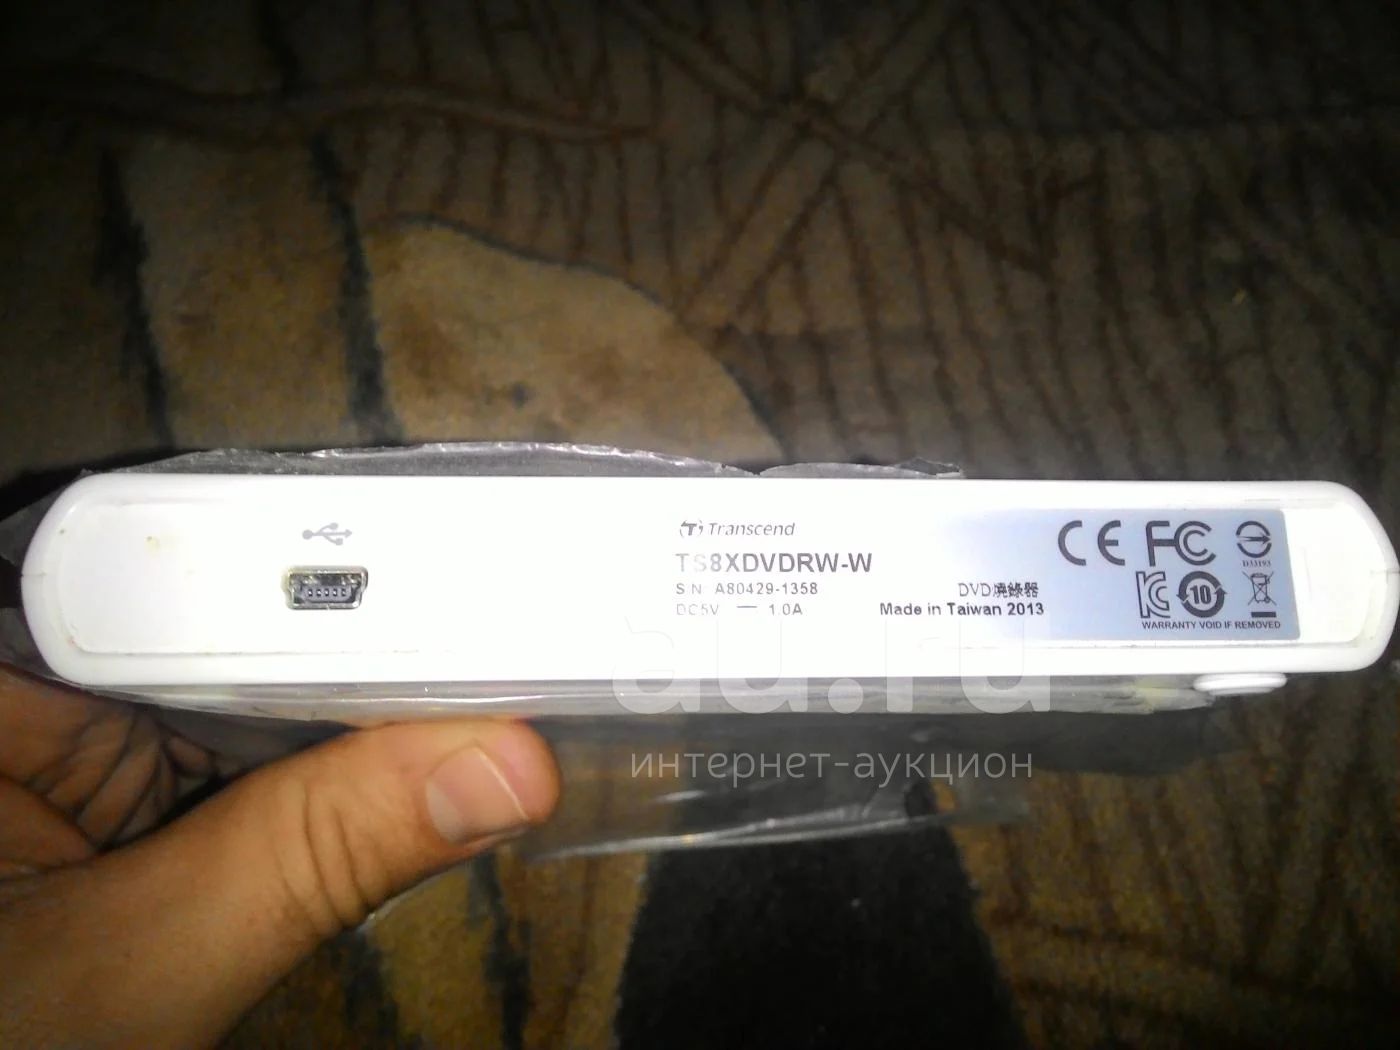 Transcend
TS8XDVDRW-W
S/N: A80429-1358
DC5V 1.0A
DVD燒錄器
Made in Taiwan 2013
CE FC
D33193
10
WARRANTY VOID IF REMOVED
au.ru
интернет-аукцион